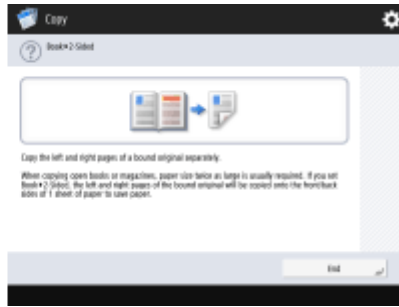 Copy
Book►2-Sided
Copy the left and right pages of a bound original separately.
When copying open books or magazines, paper size twice as large is usually required. If you set
Book►2-Sided, the left and right pages of the bound original will be copied onto the front/back
sides of 1 sheet of paper to save paper.
End